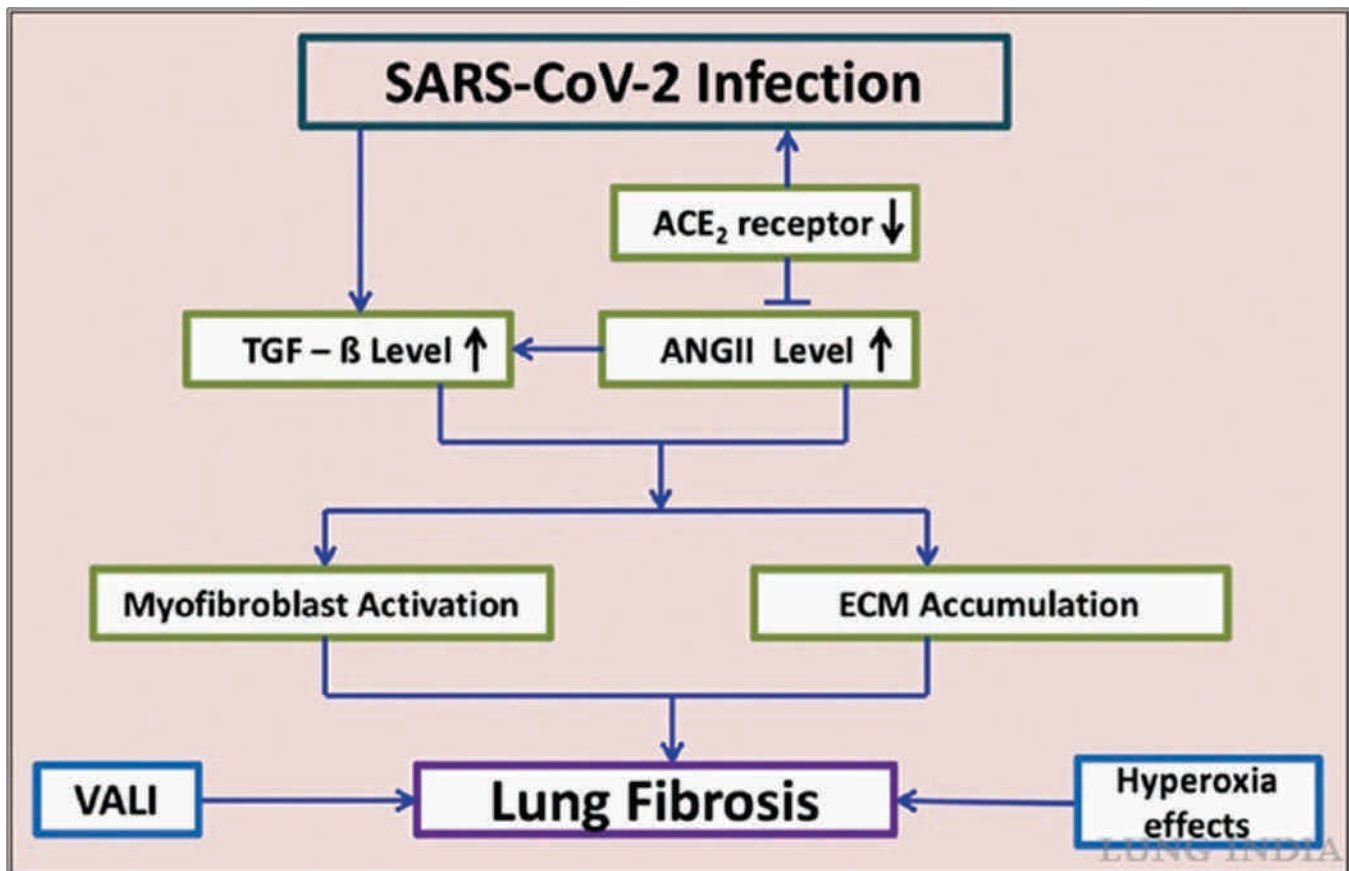 SARS-CoV-2 Infection
ACE₂ receptor ↓
TGF – ß Level ↑
ANGII Level ↑
Myofibroblast Activation
ECM Accumulation
VALI
Lung Fibrosis
Hyperoxia
effects
LUNG INDIA